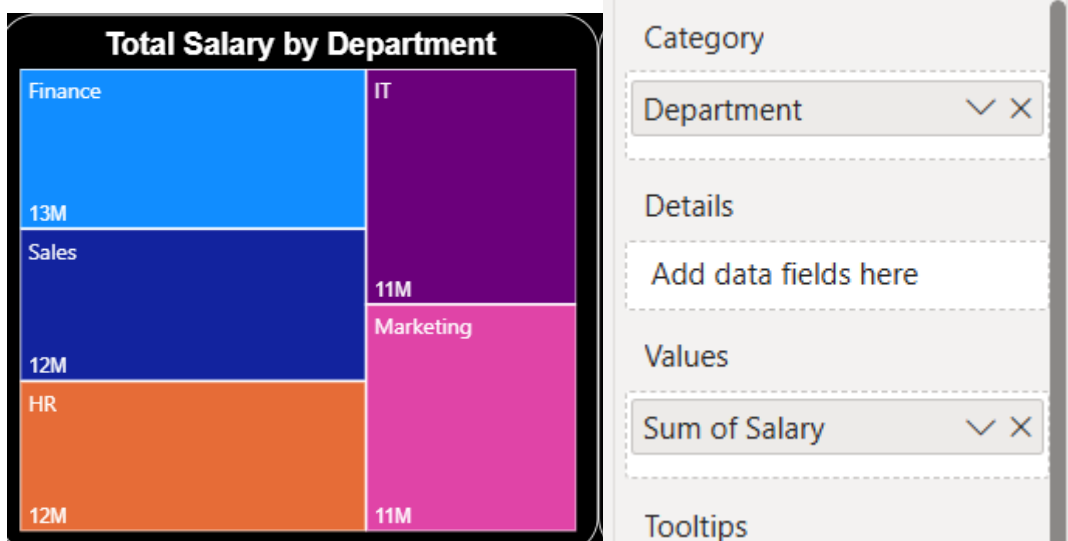 Total Salary by Department
Finance
13M
Sales
12M
HR
12M
IT
11M
Marketing
11M
Category
Department
Details
Add data fields here
Values
Sum of Salary
Tooltips